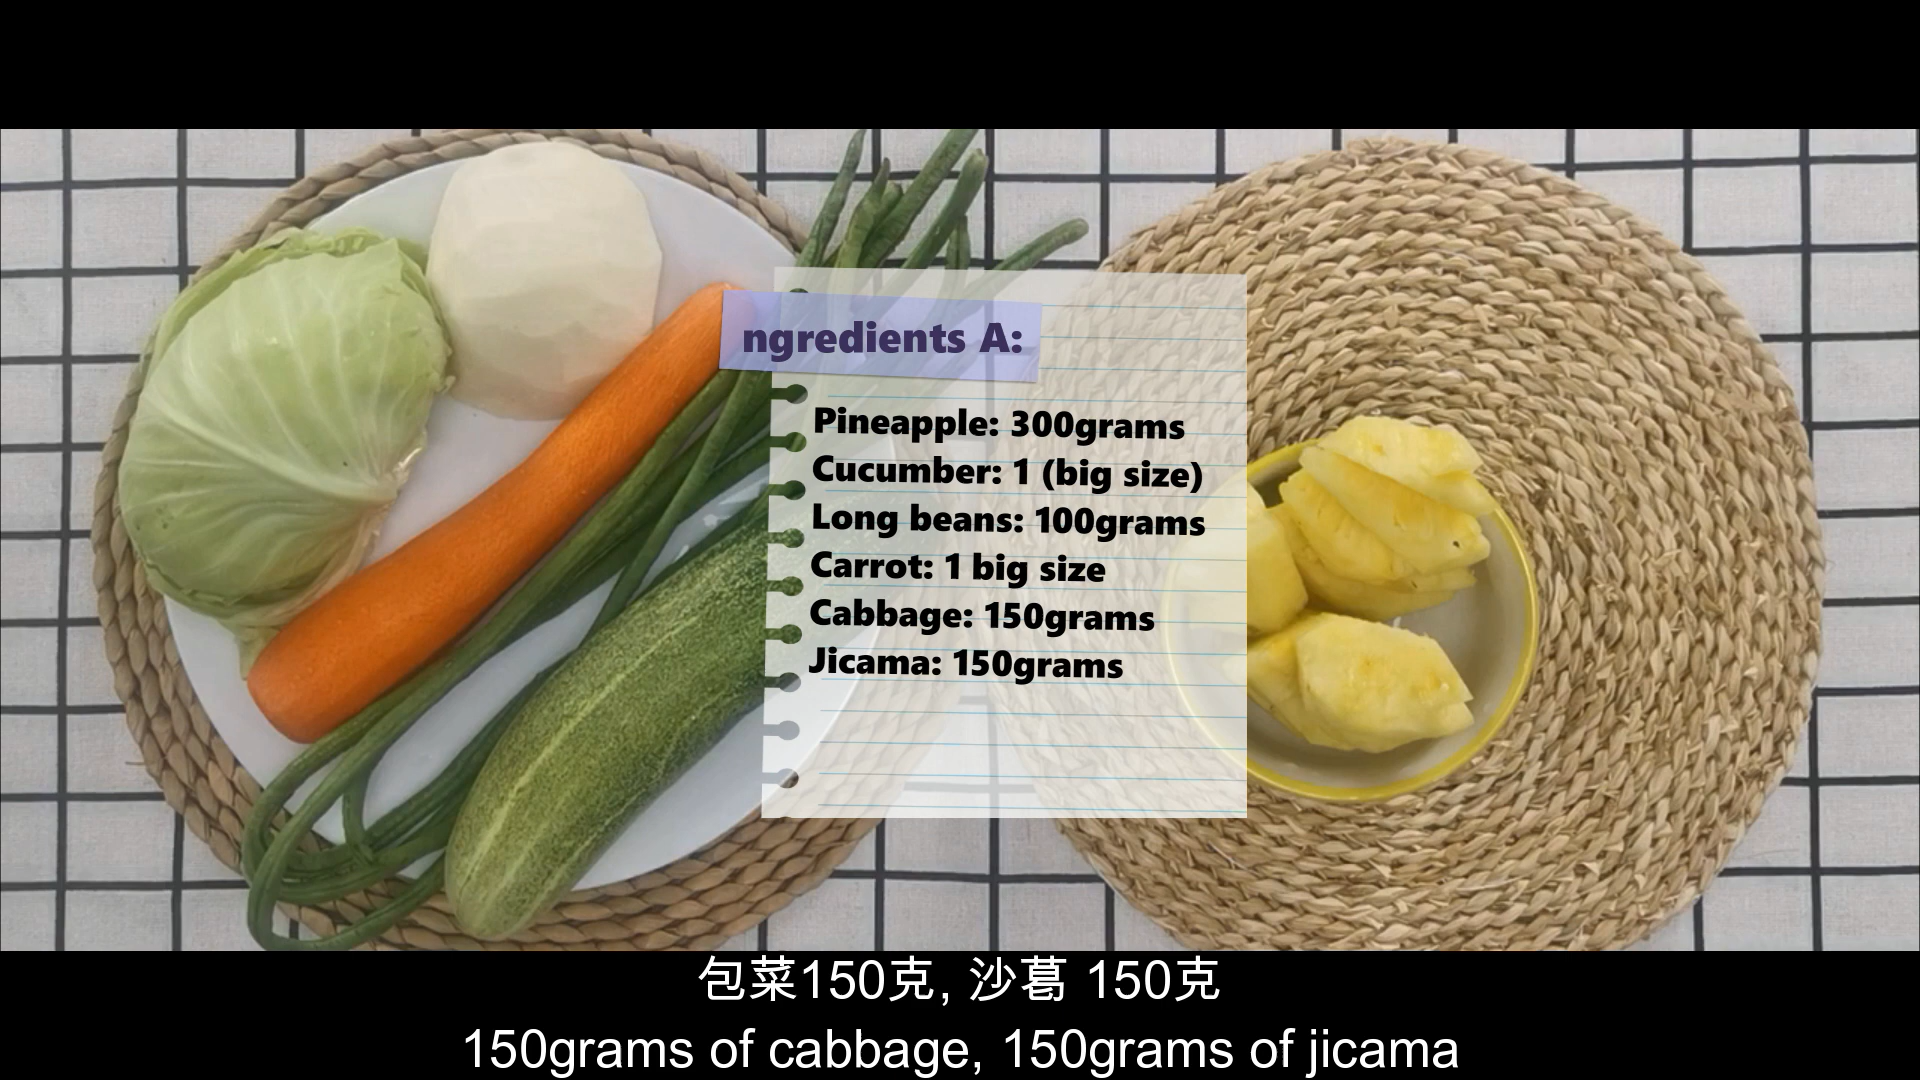 ngredients A:
Pineapple: 300grams
Cucumber: 1 (big size)
Long beans: 100grams
Carrot: 1 big size
Cabbage: 150grams
Jicama: 150grams
包菜150克, 沙葛 150克
150grams of cabbage, 150grams of jicama